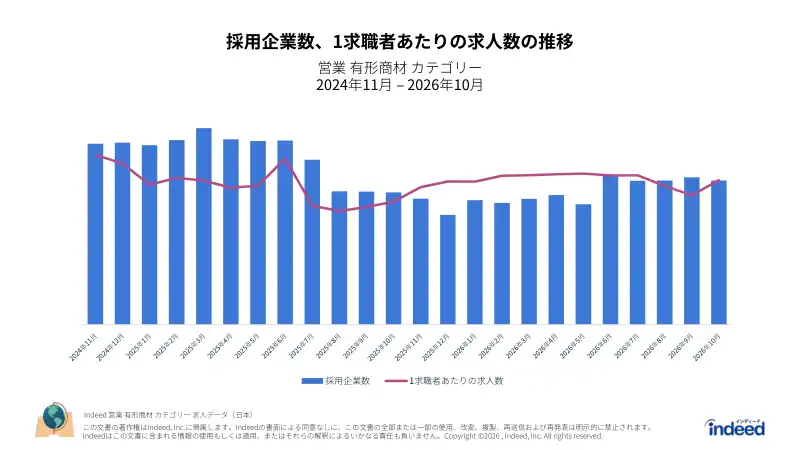 採用企業数、1求職者あたりの求人数の推移
営業 有形商材 カテゴリー
2024年11月 – 2026年10月
2024年11月
2024年12月
2025年1月
2025年2月
2025年3月
2025年4月
2025年5月
2025年6月
2025年7月
2025年8月
2025年9月
2025年10月
2025年11月
2025年12月
2026年1月
2026年2月
2026年3月
2026年4月
2026年5月
2026年6月
2026年7月
2026年8月
2026年9月
2026年10月
採用企業数
1求職者あたりの求人数
Indeed 営業 有形商材 カテゴリー 求人データ（日本）
この文書の著作権はIndeed, Inc.に帰属します。Indeedの書面による同意なしに、この文書の全部または一部の使用、改変、複製、再送信および再発表は明示的に禁止されます。
Indeedはこの文書に含まれる情報の使用もしくは適用、またはそれらの解釈によるいかなる責任も負いません。Copyright ©2026 , Indeed, Inc. All rights reserved.
インディード
indeed